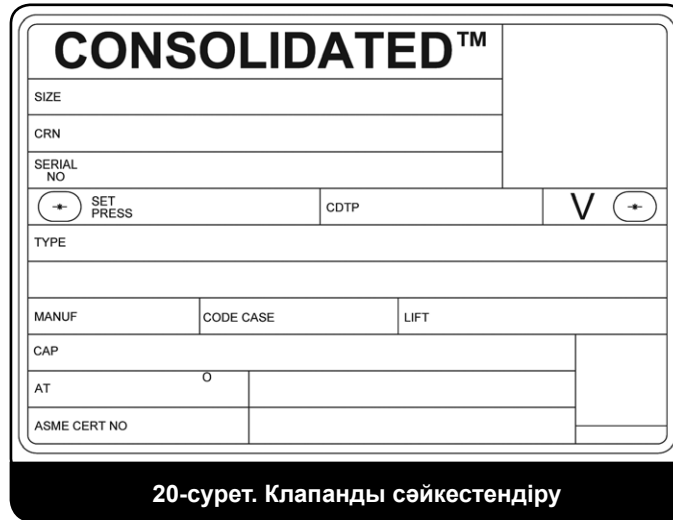 CONSOLIDATED™
SIZE
CRN
SERIAL
NO
SET
PRESS
CDTP
V
TYPE
MANUF
CODE CASE
LIFT
CAP
O
AT
ASME CERT NO
20-сурет. Клапанды сәйкестендіру